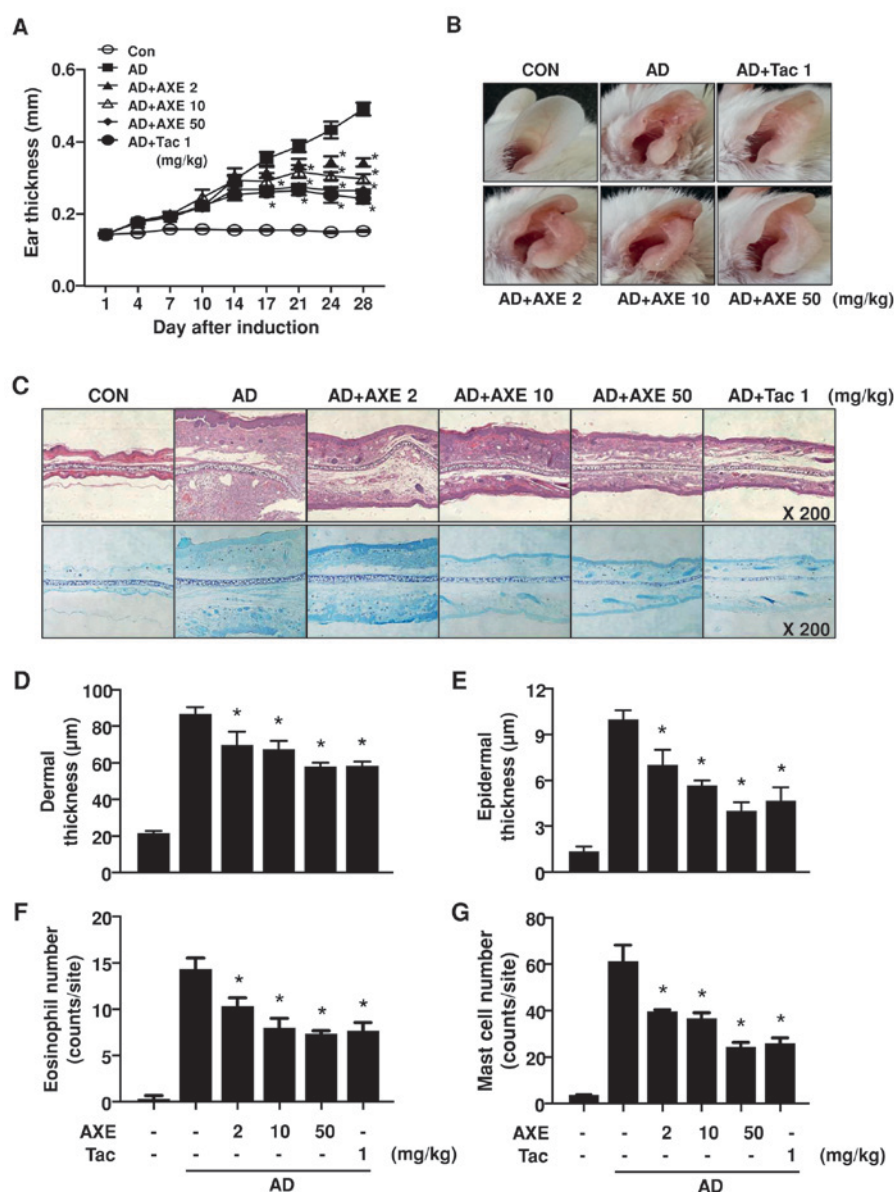 A
Con
AD
AD+AXE 2
AD+AXE 10
AD+AXE 50
AD+Tac 1
(mg/kg)
Ear thickness (mm)
0.6
0.4
0.2
0.0
* * * * * * * * * * * * *
1 4 7 10 14 17 21 24 28
Day after induction
B
CON AD AD+Tac 1
AD+AXE 2 AD+AXE 10 AD+AXE 50 (mg/kg)
C
CON AD AD+AXE 2 AD+AXE 10 AD+AXE 50 AD+Tac 1 (mg/kg)
X 200
X 200
D
Dermal
thickness (µm)
100
80
60
40
20
0
* * * *
E
Epidermal
thickness (µm)
12
9
6
3
0
* * * *
F
Eosinophil number
(counts/site)
20
15
10
5
0
* * * *
AXE - - 2 10 50 -
Tac - - - - - 1 (mg/kg)
AD
G
Mast cell number
(counts/site)
80
60
40
20
0
* * * *
- - 2 10 50 -
- - - - - 1 (mg/kg)
AD